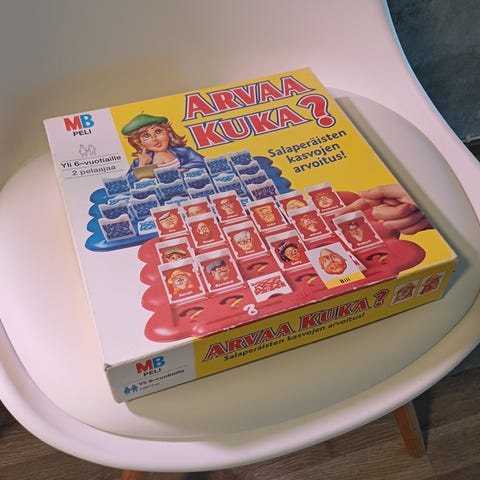 MB
PELI
Yli 6-vuotiaille
2 pelaajaa
ARVAA
KUKA?
Salaperäisten
kasvojen
arvoitus!
Bill
ARVAA KUKA?
Salaperäisten kasvojen arvoitus!
MB
PELI
Yli 6-vuotiaille